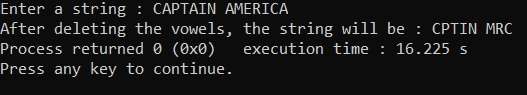 Enter a string : CAPTAIN AMERICA
After deleting the vowels, the string will be : CPTIN MRC
Process returned 0 (0x0)   execution time : 16.225 s
Press any key to continue.